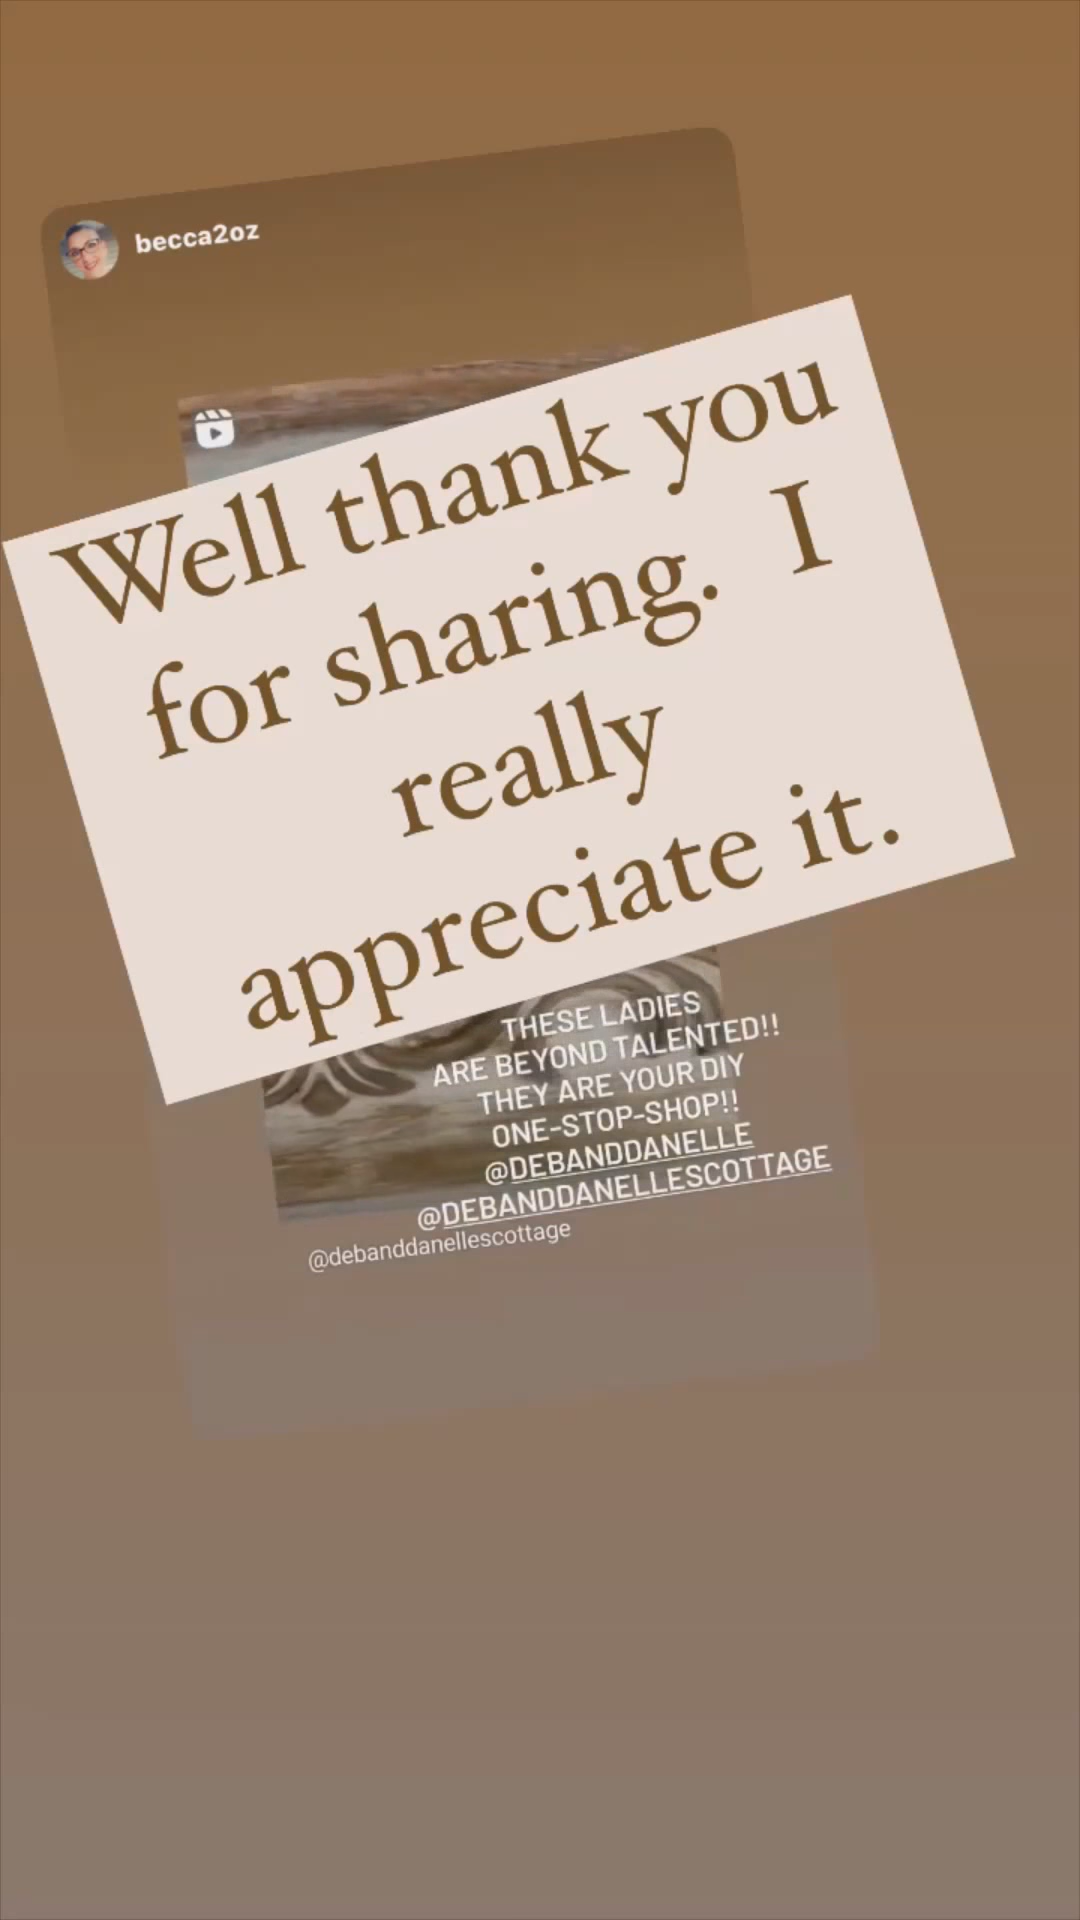 becca2oz
Well thank you
for sharing. I
really
appreciate it.
THESE LADIES
ARE BEYOND TALENTED!!
THEY ARE YOUR DIY
ONE-STOP-SHOP!!
@DEBANDDANELLE
@DEBANDDANELLESCOTTAGE
@debanddanellescottage